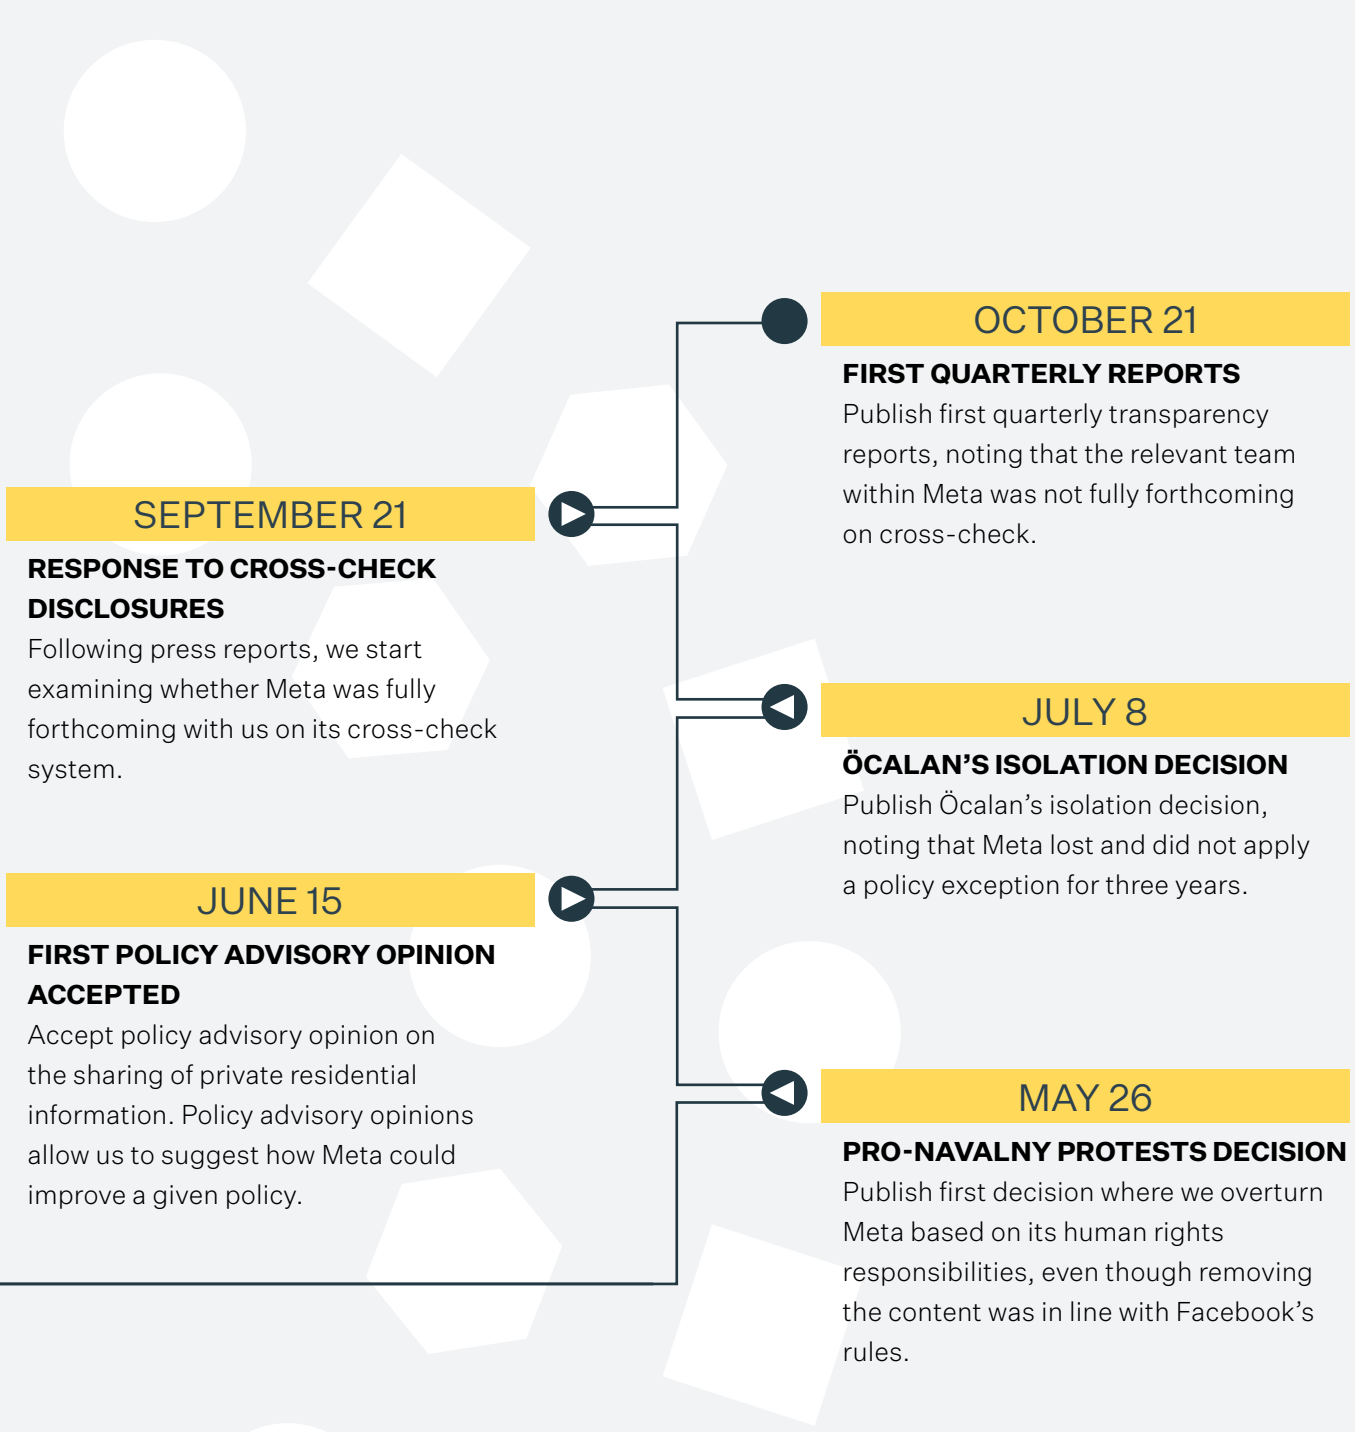 OCTOBER 21
FIRST QUARTERLY REPORTS
Publish first quarterly transparency
reports, noting that the relevant team
within Meta was not fully forthcoming
on cross-check.
SEPTEMBER 21
RESPONSE TO CROSS-CHECK
DISCLOSURES
Following press reports, we start
examining whether Meta was fully
forthcoming with us on its cross-check
system.
JULY 8
ÖCALAN’S ISOLATION DECISION
Publish Öcalan’s isolation decision,
noting that Meta lost and did not apply
a policy exception for three years.
JUNE 15
FIRST POLICY ADVISORY OPINION
ACCEPTED
Accept policy advisory opinion on
the sharing of private residential
information. Policy advisory opinions
allow us to suggest how Meta could
improve a given policy.
MAY 26
PRO-NAVALNY PROTESTS DECISION
Publish first decision where we overturn
Meta based on its human rights
responsibilities, even though removing
the content was in line with Facebook’s
rules.